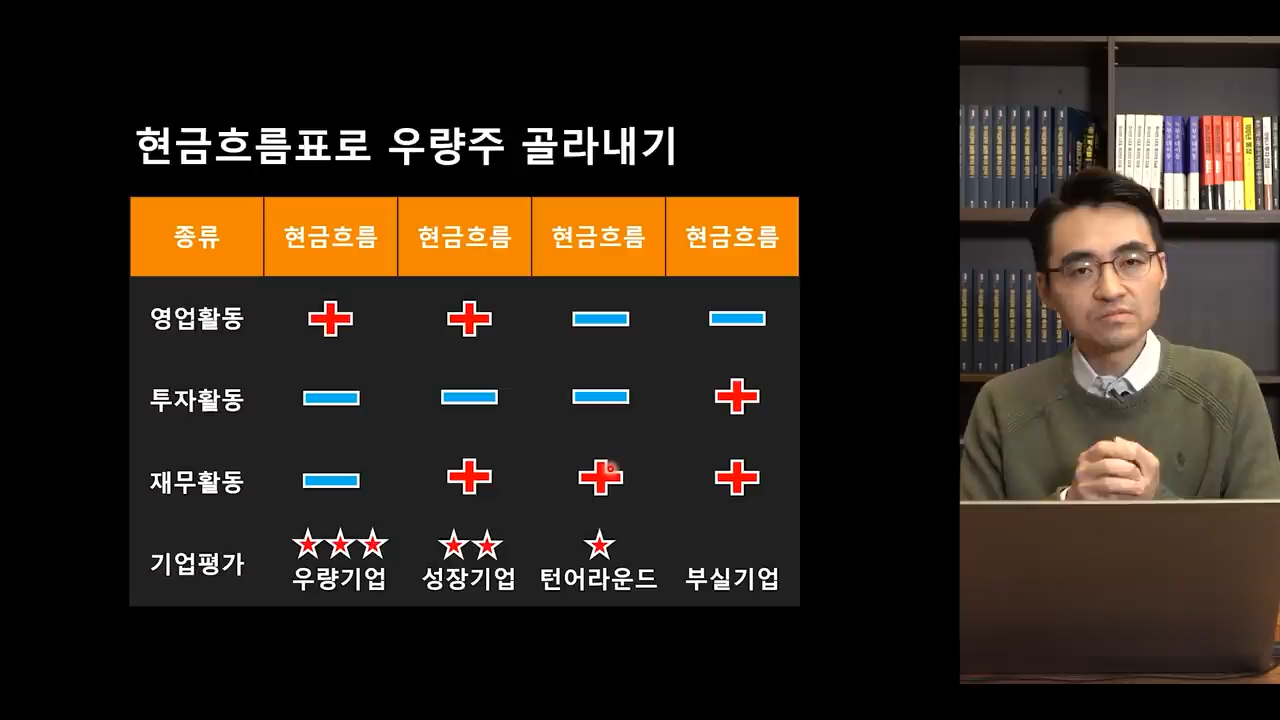 현금흐름표로 우량주 골라내기
종류 현금흐름 현금흐름 현금흐름 현금흐름
영업활동
투자활동
재무활동
기업평가
우량기업 성장기업 턴어라운드 부실기업